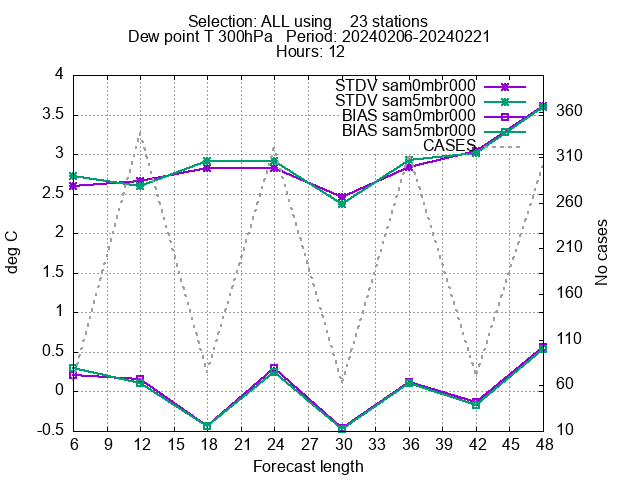 Selection: ALL using 23 stations
Dew point T 300hPa Period: 20240206-20240221
Hours: 12
STDV sam0mbr000
STDV sam5mbr000
BIAS sam0mbr000
BIAS sam5mbr000
CASES
4
3.5
3
2.5
2
1.5
1
0.5
0
-0.5
deg C
360
310
260
210
160
110
60
10
No cases
6 9 12 15 18 21 24 27 30 33 36 39 42 45 48
Forecast length